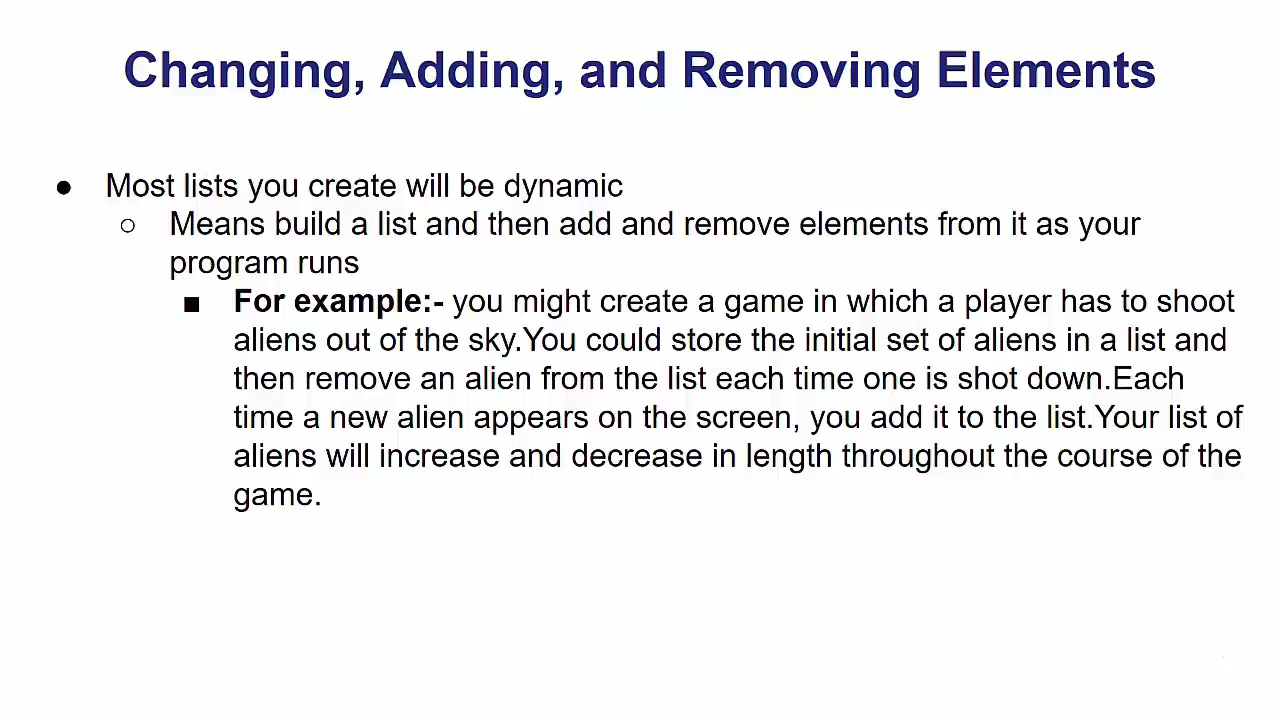 Changing, Adding, and Removing Elements
● Most lists you create will be dynamic
○ Means build a list and then add and remove elements from it as your
program runs
■ For example:- you might create a game in which a player has to shoot
aliens out of the sky.You could store the initial set of aliens in a list and
then remove an alien from the list each time one is shot down.Each
time a new alien appears on the screen, you add it to the list.Your list of
aliens will increase and decrease in length throughout the course of the
game.